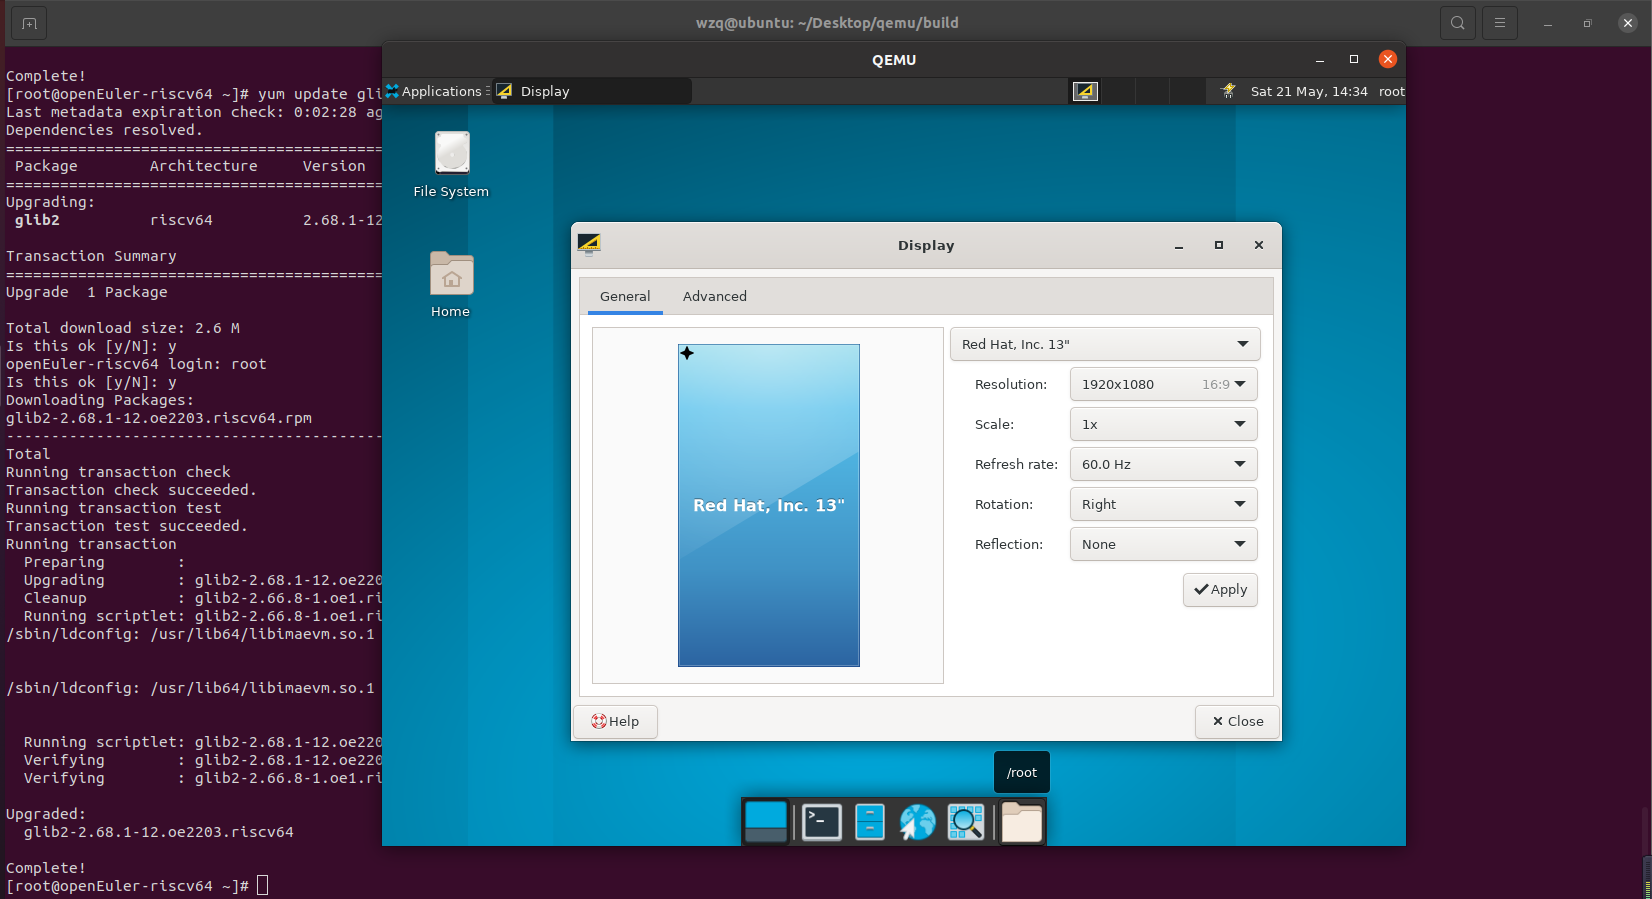 wzq@ubuntu: ~/Desktop/qemu/build
Complete!
[root@openEuler-riscv64 ~]# yum update gli
Last metadata expiration check: 0:02:28 ag
Dependencies resolved.
==========================================
Package Architecture Version
==========================================
Upgrading:
glib2 riscv64 2.68.1-12
Transaction Summary
==========================================
Upgrade 1 Package
Total download size: 2.6 M
Is this ok [y/N]: y
openEuler-riscv64 login: root
Is this ok [y/N]: y
Downloading Packages:
glib2-2.68.1-12.oe2203.riscv64.rpm
------------------------------------------
Total
Running transaction check
Transaction check succeeded.
Running transaction test
Transaction test succeeded.
Running transaction
Preparing :
Upgrading : glib2-2.68.1-12.oe220
Cleanup : glib2-2.66.8-1.oe1.ri
Running scriptlet: glib2-2.66.8-1.oe1.ri
/sbin/ldconfig: /usr/lib64/libimaevm.so.1
/sbin/ldconfig: /usr/lib64/libimaevm.so.1
Running scriptlet: glib2-2.68.1-12.oe220
Verifying : glib2-2.68.1-12.oe220
Verifying : glib2-2.66.8-1.oe1.ri
Upgraded:
glib2-2.68.1-12.oe2203.riscv64
Complete!
[root@openEuler-riscv64 ~]#
QEMU
Applications Display Sat 21 May, 14:34 root
File System
Home
Display
General Advanced
Red Hat, Inc. 13"
Red Hat, Inc. 13"
Resolution: 1920x1080 16:9
Scale: 1x
Refresh rate: 60.0 Hz
Rotation: Right
Reflection: None
Apply
Help Close
/root